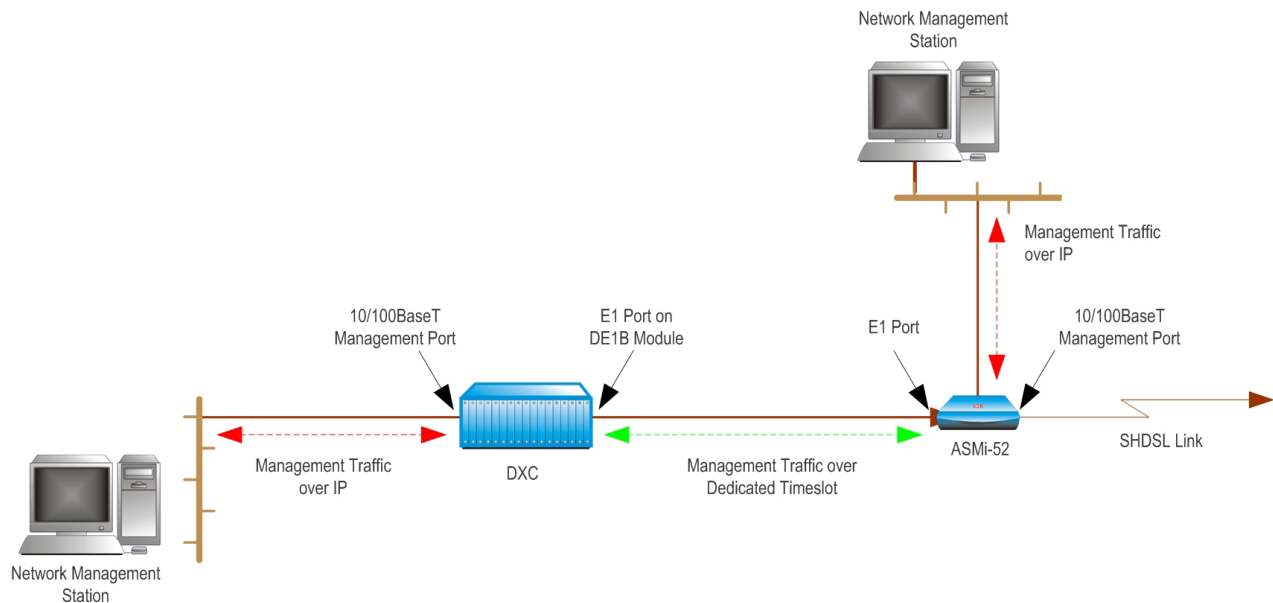 Network Management
Station
Management Traffic
over IP
10/100BaseT
Management Port
E1 Port on
DE1B Module
E1 Port
10/100BaseT
Management Port
SHDSL Link
ASMi-52
DXC
Management Traffic
over IP
Management Traffic over
Dedicated Timeslot
Network Management
Station